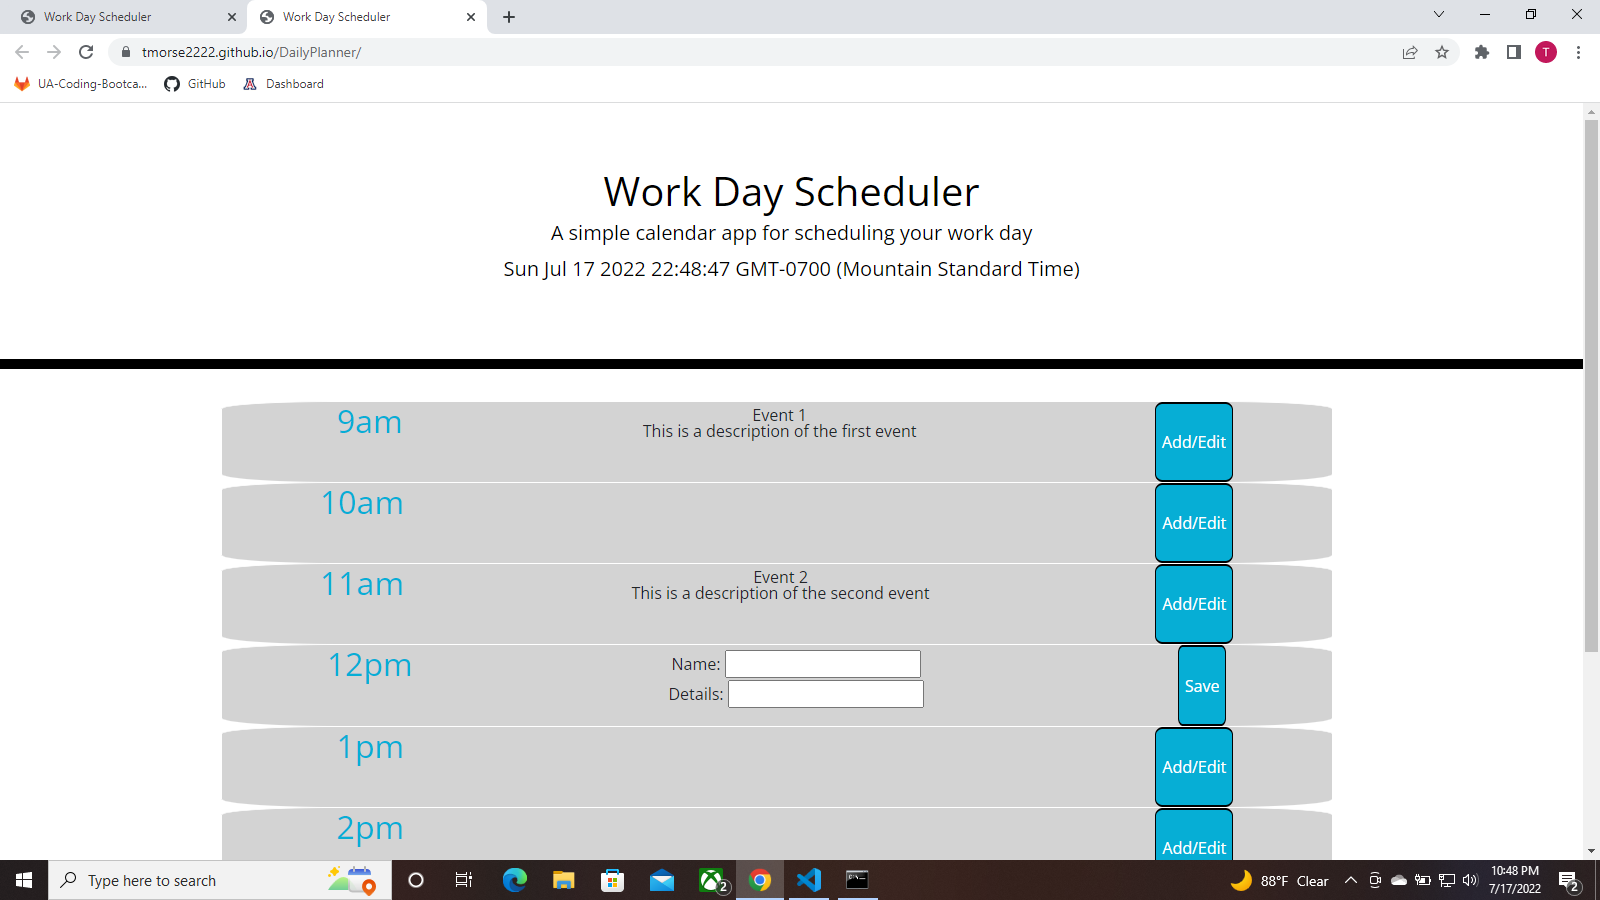 Work Day Scheduler
Work Day Scheduler
tmorse2222.github.io/DailyPlanner/
T
UA-Coding-Bootca... GitHub Dashboard
Work Day Scheduler
A simple calendar app for scheduling your work day
Sun Jul 17 2022 22:48:47 GMT-0700 (Mountain Standard Time)
9am
Event 1
This is a description of the first event
Add/Edit
10am
Add/Edit
11am
Event 2
This is a description of the second event
Add/Edit
12pm
Name:
Details:
Save
1pm
Add/Edit
2pm
Add/Edit
Type here to search
2
88°F Clear
10:48 PM
7/17/2022
2